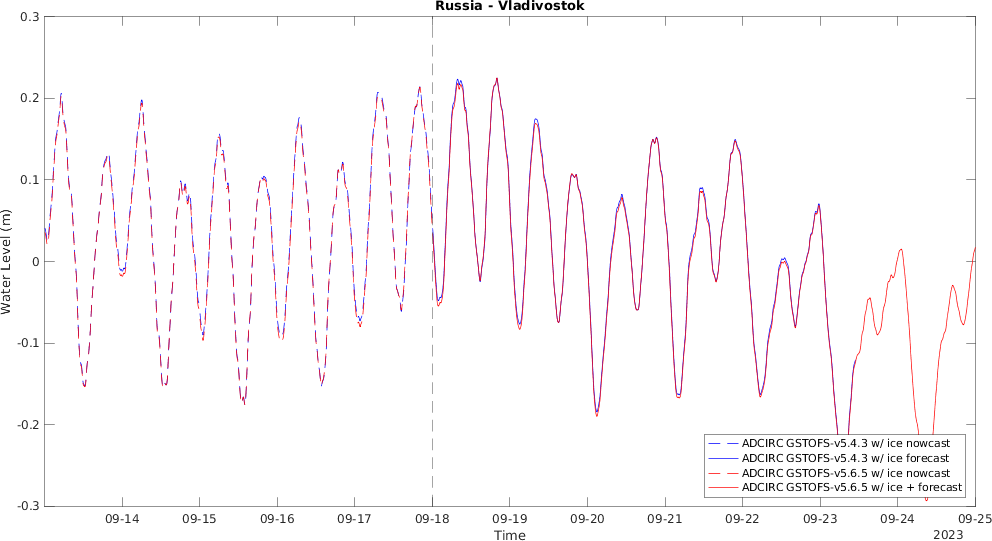 Russia - Vladivostok
0.3
0.2
0.1
0
-0.1
-0.2
-0.3
Water Level (m)
ADCIRC GSTOFS-v5.4.3 w/ ice nowcast
ADCIRC GSTOFS-v5.4.3 w/ ice forecast
ADCIRC GSTOFS-v5.6.5 w/ ice nowcast
ADCIRC GSTOFS-v5.6.5 w/ ice + forecast
09-14 09-15 09-16 09-17 09-18 09-19 09-20 09-21 09-22 09-23 09-24 09-25
Time
2023